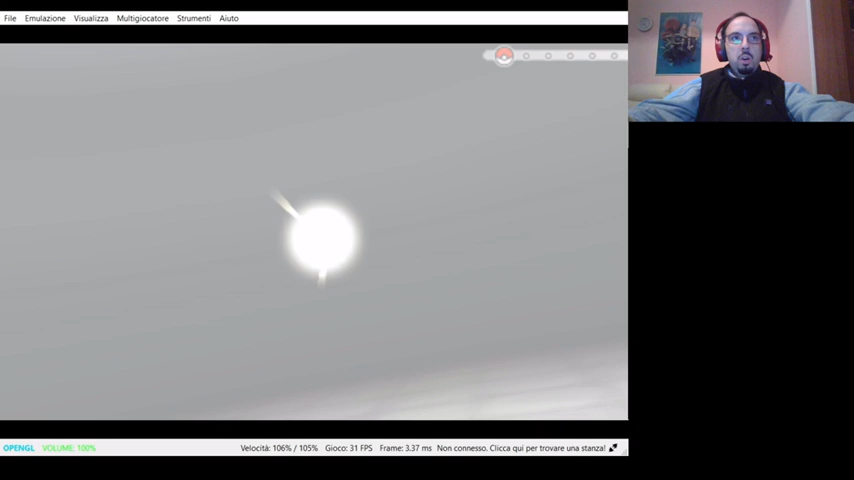 File Emulazione Visualizza Multigiocatore Strumenti Aiuto
OPENGL VOLUME: 100% Velocità: 106% / 105% Gioco: 31 FPS Frame: 3.37 ms Non connesso. Clicca qui per trovare una stanza!